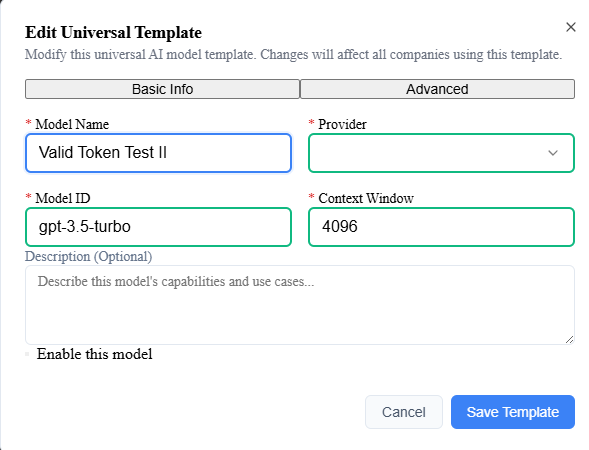 Edit Universal Template
Modify this universal AI model template. Changes will affect all companies using this template.
Basic Info Advanced
* Model Name * Provider
Valid Token Test II
* Model ID * Context Window
gpt-3.5-turbo 4096
Description (Optional)
Describe this model's capabilities and use cases...
Enable this model
Cancel Save Template